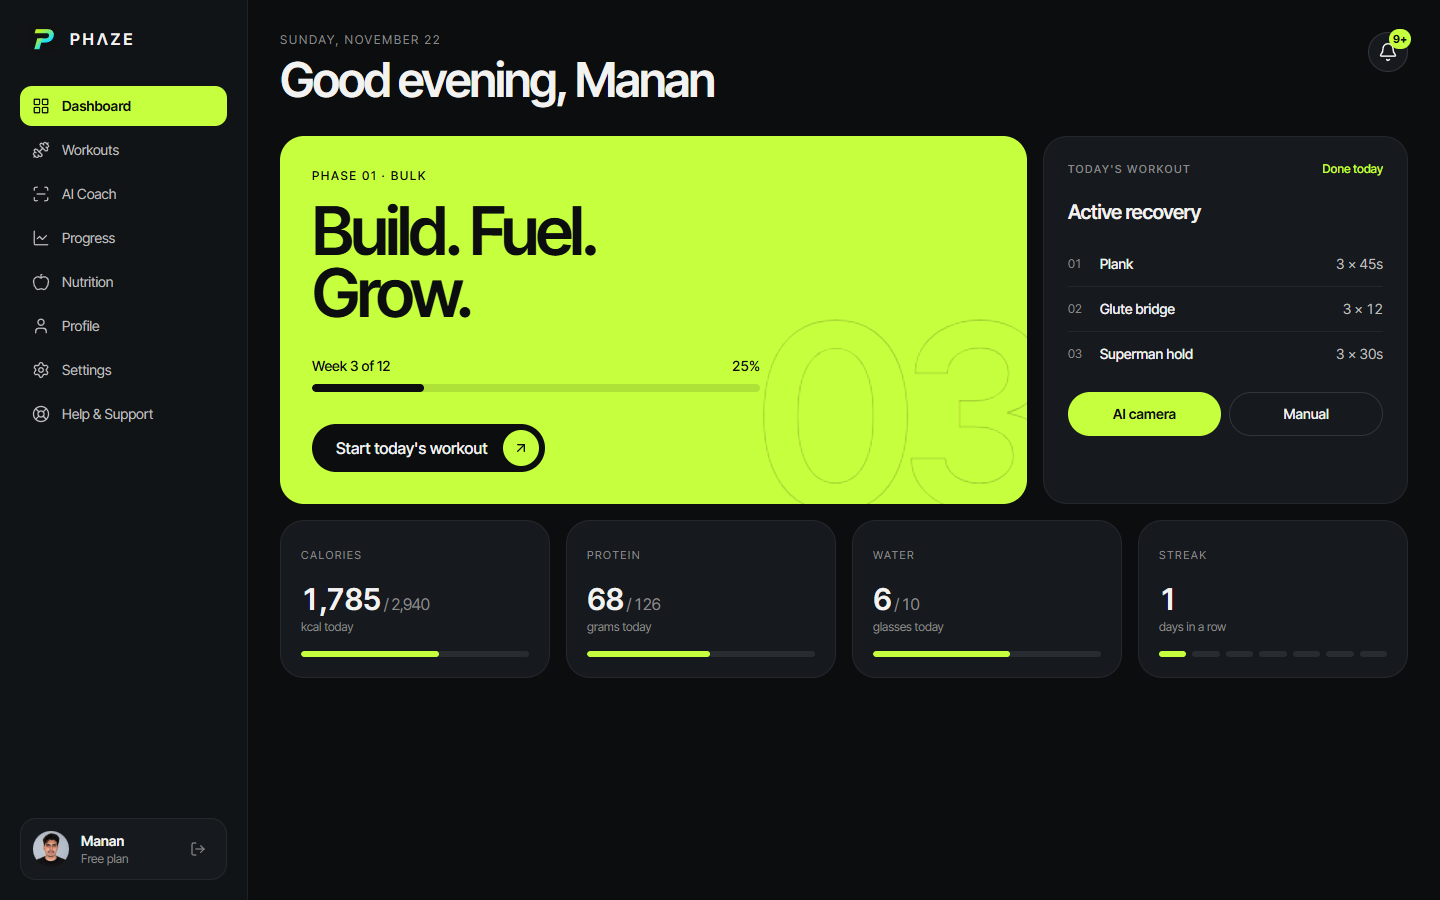 PHΛZE
Dashboard
Workouts
AI Coach
Progress
Nutrition
Profile
Settings
Help & Support
Manan
Free plan
SUNDAY, NOVEMBER 22
Good evening, Manan
9+
PHASE 01 · BULK
Build. Fuel.
Grow.
Week 3 of 12 25%
Start today's workout
03
TODAY'S WORKOUT Done today
Active recovery
01 Plank 3 × 45s
02 Glute bridge 3 × 12
03 Superman hold 3 × 30s
AI camera Manual
CALORIES
1,785 / 2,940
kcal today
PROTEIN
68 / 126
grams today
WATER
6 / 10
glasses today
STREAK
1
days in a row